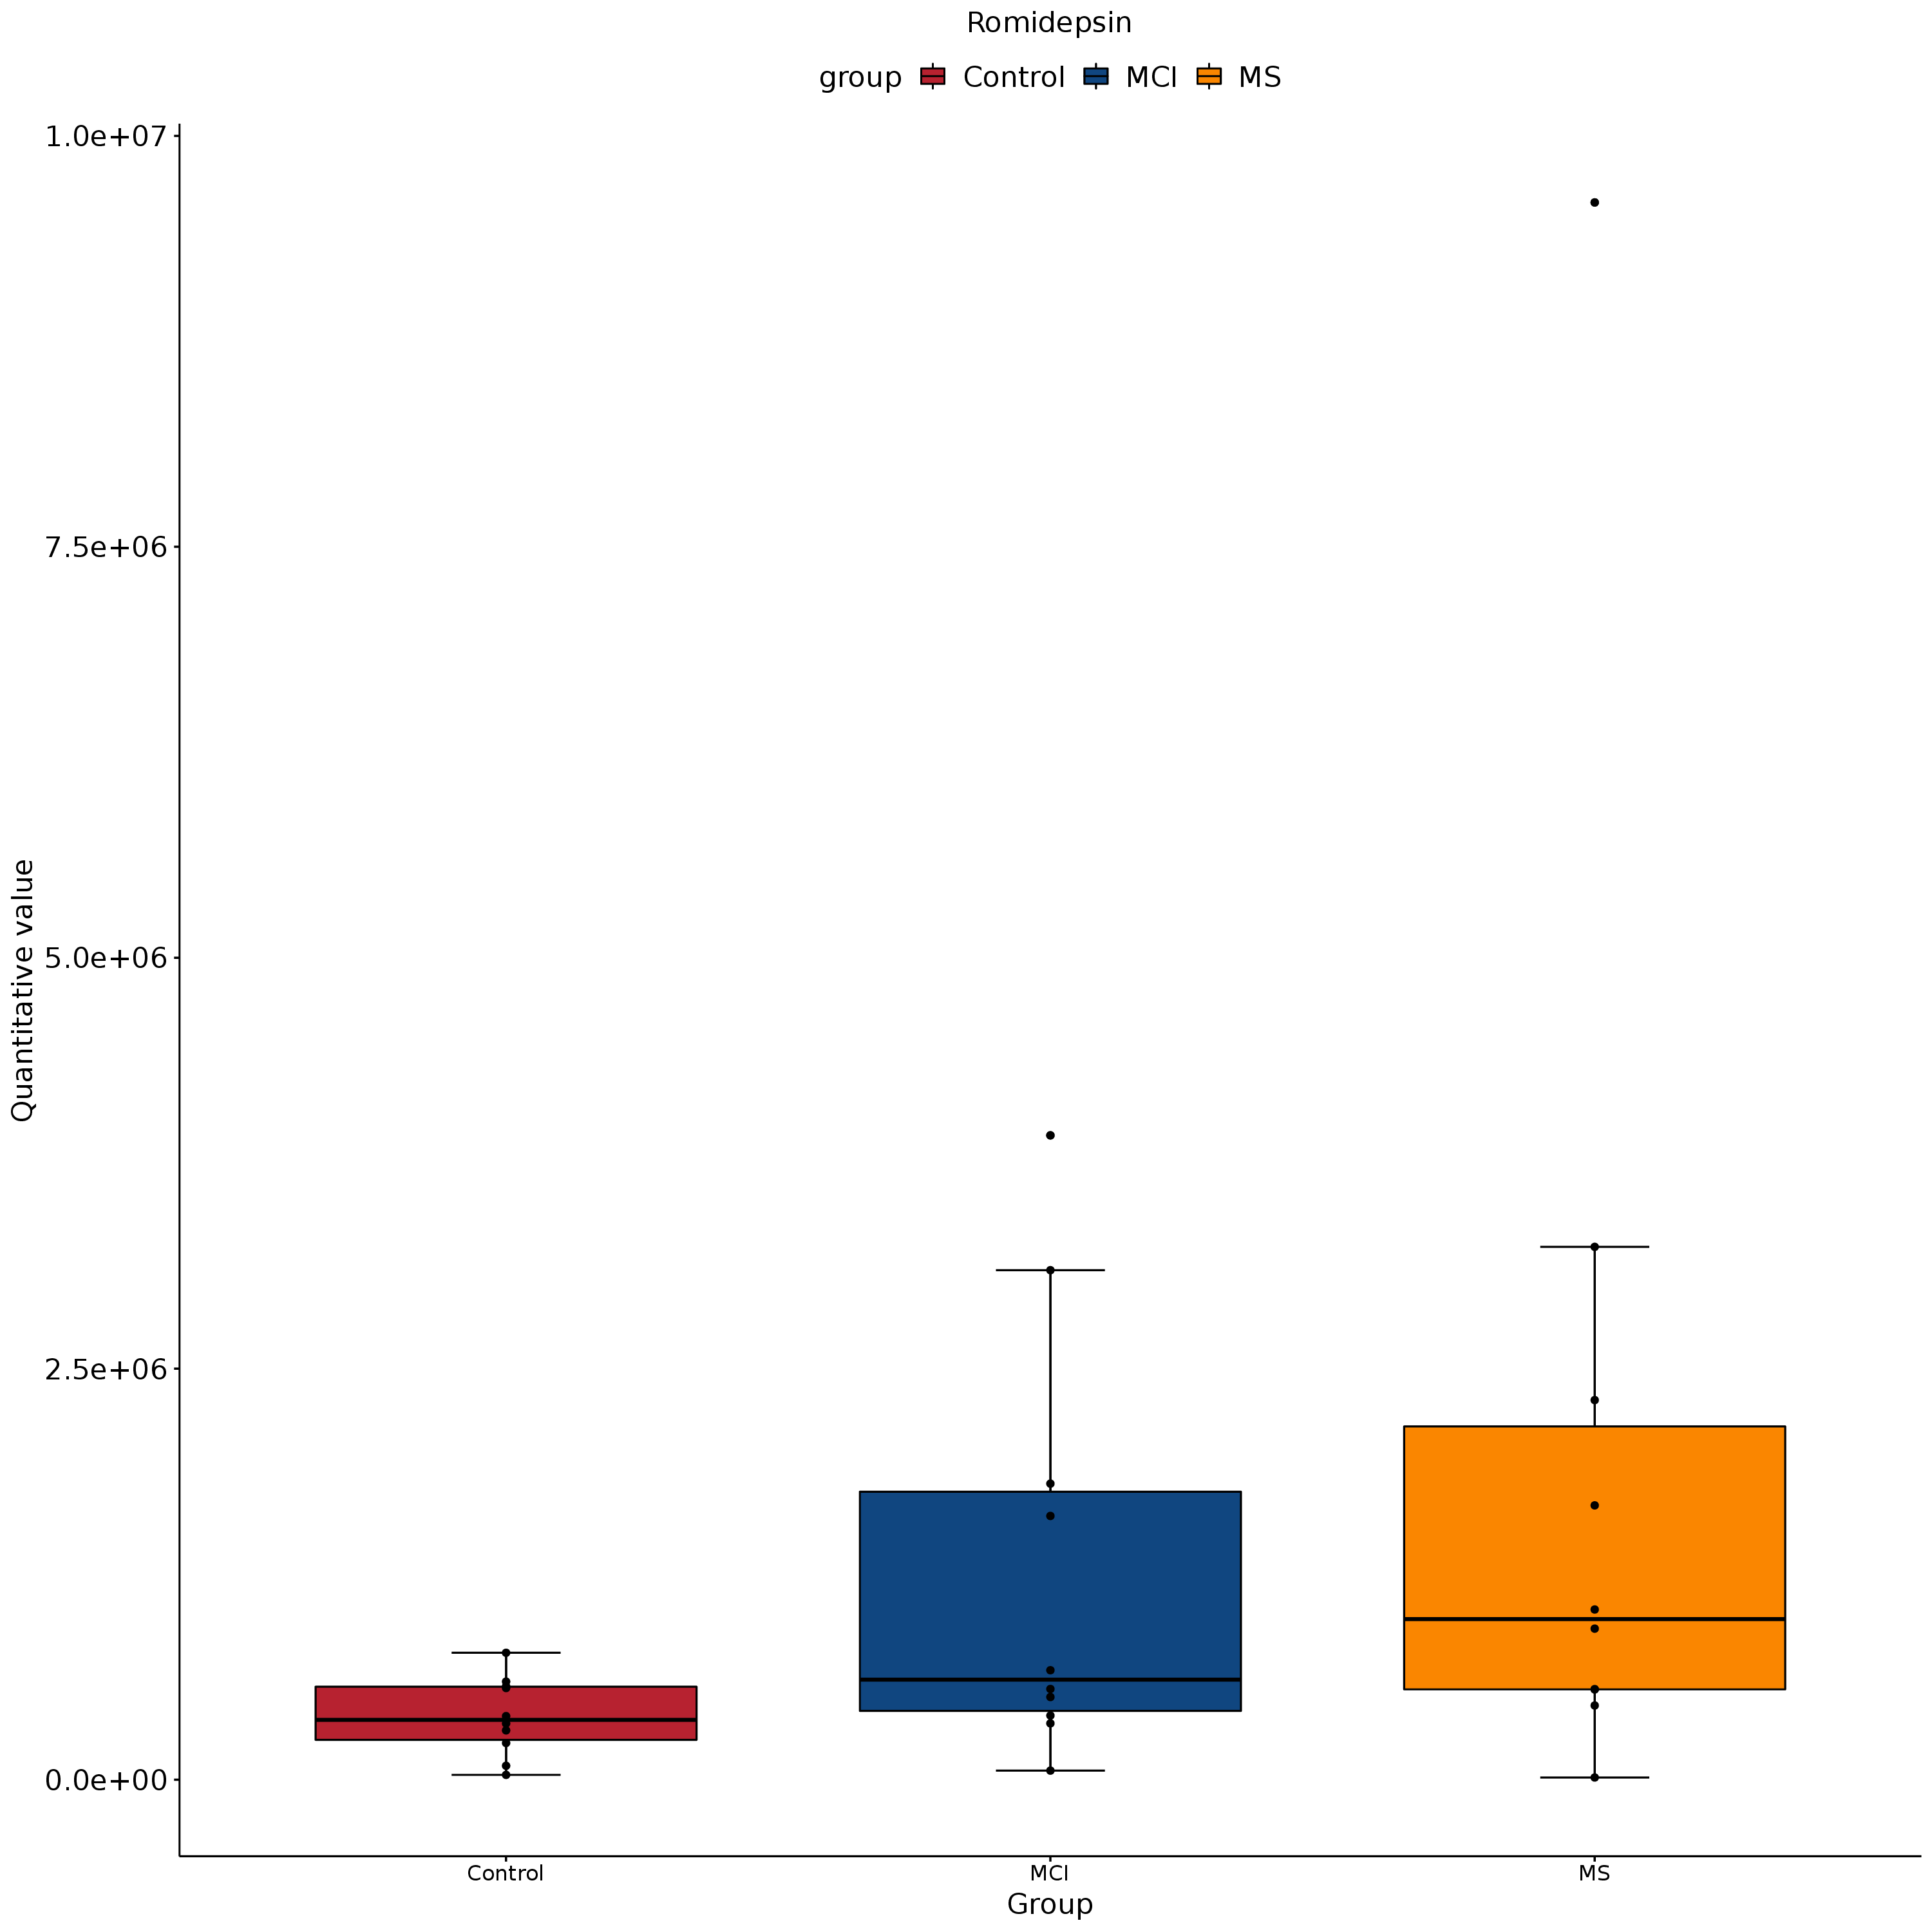 Romidepsin
group Control MCI MS
1.0e+07
7.5e+06
5.0e+06
2.5e+06
0.0e+00
Quantitative value
Control MCI MS
Group